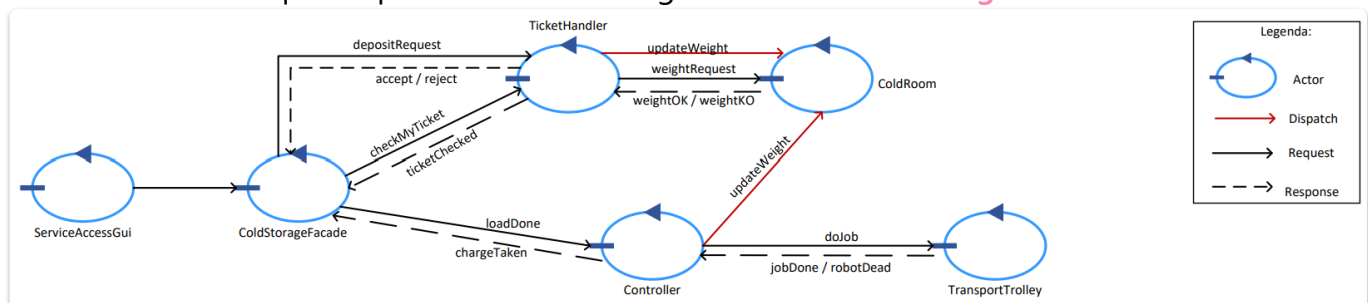 TicketHandler
Legenda:
depositRequest
updateWeight
accept / reject
weightRequest
Actor
ColdRoom
weightOK / weightKO
checkMyTicket
Dispatch
ticketChecked
Request
updateWeight
Response
loadDone
ServiceAccessGui
ColdStorageFacade
doJob
chargeTaken
jobDone / robotDead
Controller
TransportTrolley